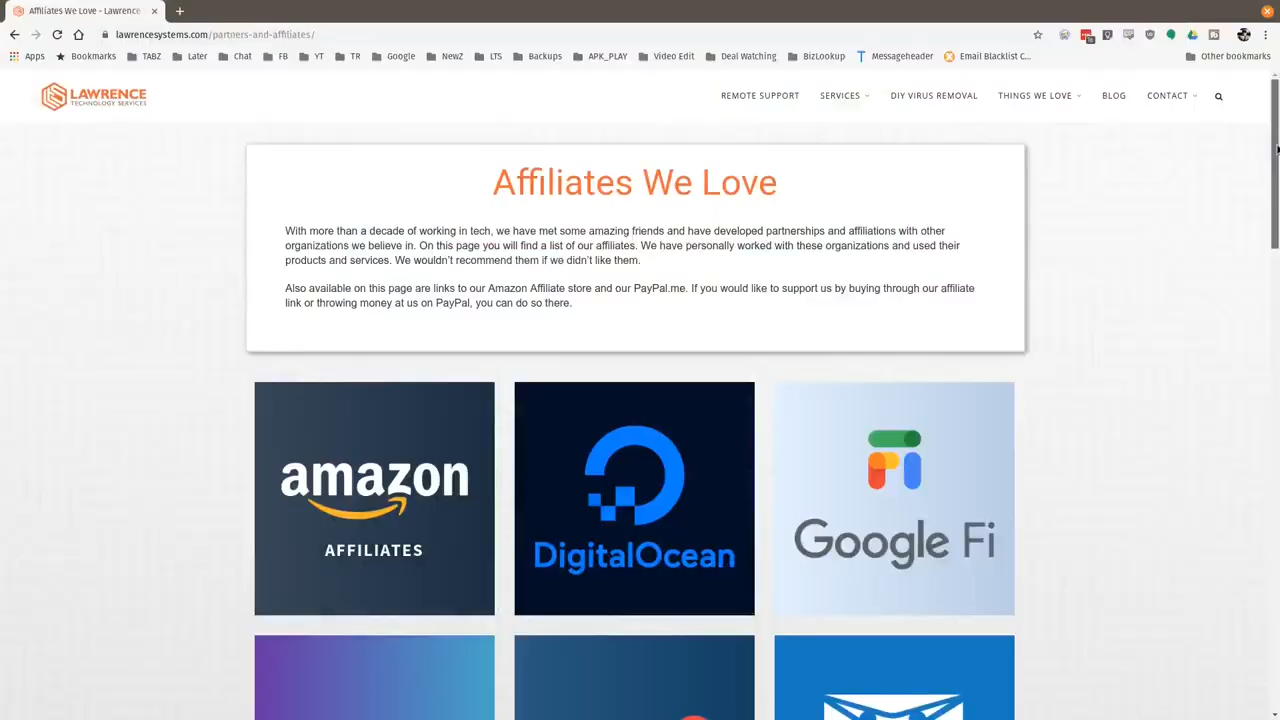 Affiliates We Love - Lawrence
lawrencesystems.com/partners-and-affiliates/
Apps Bookmarks TABZ Later Chat FB YT TR Google NewZ LTS Backups APK_PLAY Video Edit Deal Watching BizLookup Messageheader Email Blacklist C... Other bookmarks
LAWRENCE
TECHNOLOGY SERVICES
REMOTE SUPPORT SERVICES DIY VIRUS REMOVAL THINGS WE LOVE BLOG CONTACT
Affiliates We Love
With more than a decade of working in tech, we have met some amazing friends and have developed partnerships and affiliations with other
organizations we believe in. On this page you will find a list of our affiliates. We have personally worked with these organizations and used their
products and services. We wouldn't recommend them if we didn't like them.
Also available on this page are links to our Amazon Affiliate store and our PayPal.me. If you would like to support us by buying through our affiliate
link or throwing money at us on PayPal, you can do so there.
amazon
AFFILIATES
DigitalOcean
Google Fi